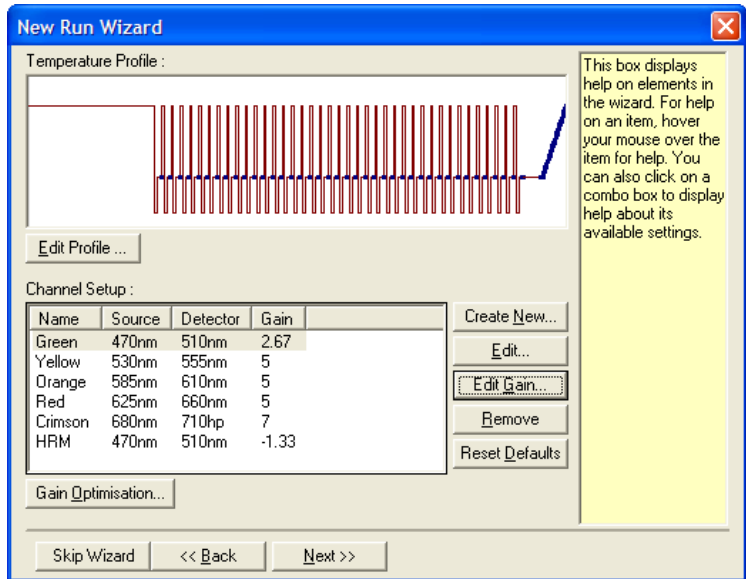 New Run Wizard
Temperature Profile :
Edit Profile ...
Channel Setup :
Name Source Detector Gain
Green 470nm 510nm 2.67
Yellow 530nm 555nm 5
Orange 585nm 610nm 5
Red 625nm 660nm 5
Crimson 680nm 710hp 7
HRM 470nm 510nm -1.33
Create New...
Edit...
Edit Gain...
Remove
Reset Defaults
Gain Optimisation...
Skip Wizard
<< Back
Next >>
This box displays
help on elements in
the wizard. For help
on an item, hover
your mouse over the
item for help. You
can also click on a
combo box to display
help about its
available settings.